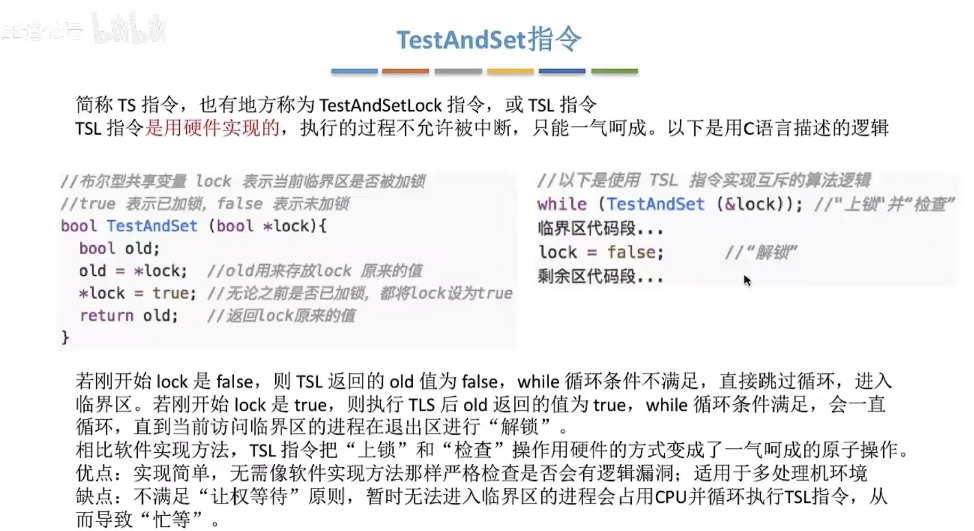 bilibili
TestAndSet指令
简称 TS 指令，也有地方称为 TestAndSetLock 指令，或 TSL 指令
TSL 指令是用硬件实现的，执行的过程不允许被中断，只能一气呵成。以下是用C语言描述的逻辑
//布尔型共享变量 lock 表示当前临界区是否被加锁
//true 表示已加锁，false 表示未加锁
bool TestAndSet (bool *lock){
bool old;
old = *lock; //old用来存放lock 原来的值
*lock = true; //无论之前是否已加锁，都将lock设为true
return old; //返回lock原来的值
}
//以下是使用 TSL 指令实现互斥的算法逻辑
while (TestAndSet (&lock)); //"上锁"并“检查”
临界区代码段...
lock = false; //“解锁”
剩余区代码段...
若刚开始 lock 是 false，则 TSL 返回的 old 值为 false，while 循环条件不满足，直接跳过循环，进入
临界区。若刚开始 lock 是 true，则执行 TLS 后 old 返回的值为 true，while 循环条件满足，会一直
循环，直到当前访问临界区的进程在退出区进行“解锁”。
相比软件实现方法，TSL 指令把“上锁”和“检查”操作用硬件的方式变成了一气呵成的原子操作。
优点：实现简单，无需像软件实现方法那样严格检查是否会有逻辑漏洞；适用于多处理机环境
缺点：不满足“让权等待”原则，暂时无法进入临界区的进程会占用CPU并循环执行TSL指令，从
而导致“忙等”。